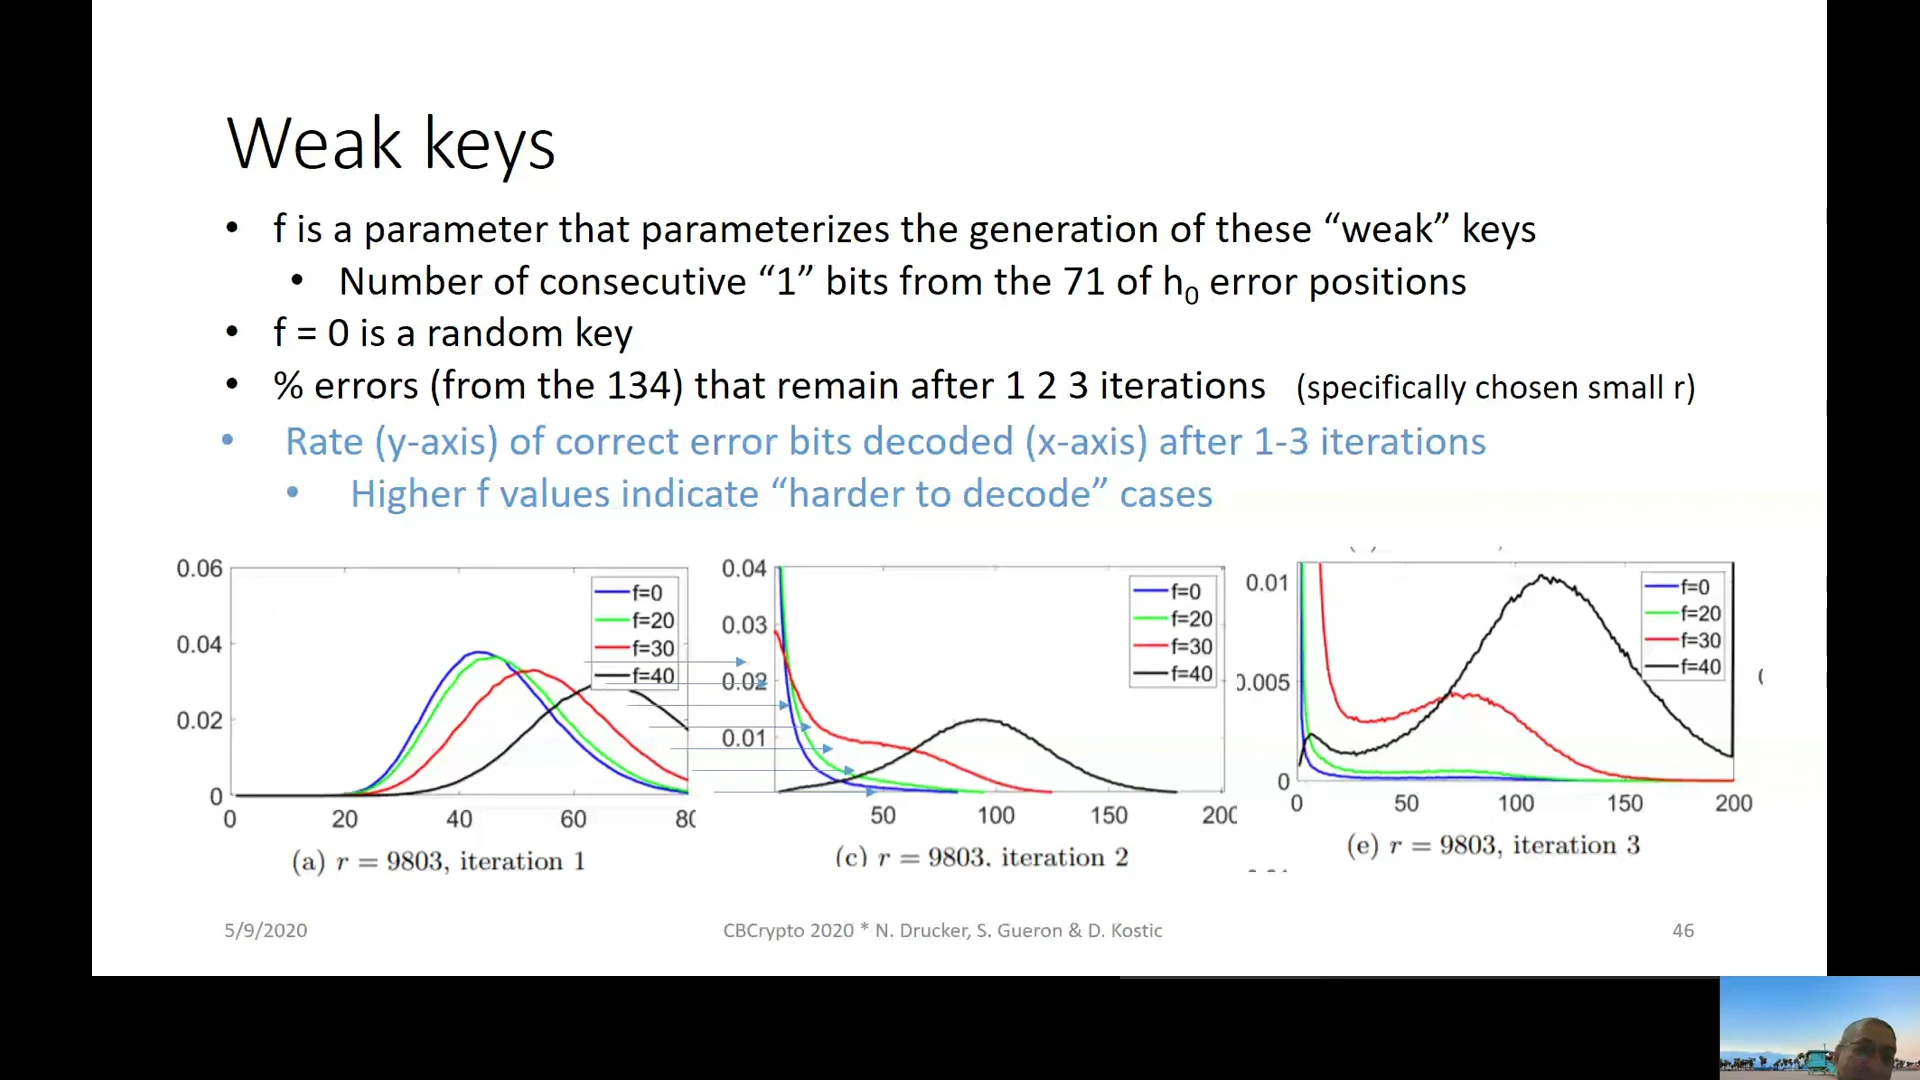 Weak keys
• f is a parameter that parameterizes the generation of these “weak” keys
• Number of consecutive “1” bits from the 71 of h₀ error positions
• f = 0 is a random key
• % errors (from the 134) that remain after 1 2 3 iterations (specifically chosen small r)
• Rate (y-axis) of correct error bits decoded (x-axis) after 1-3 iterations
• Higher f values indicate “harder to decode” cases
0.06
0.04
0.02
0
0 20 40 60
f=0
f=20
f=30
f=40
(a) r = 9803, iteration 1
0.04
0.03
0.02
0.01
50 100 150
f=0
f=20
f=30
f=40
(c) r = 9803, iteration 2
0.01
0.005
0
0 50 100 150 200
f=0
f=20
f=30
f=40
(e) r = 9803, iteration 3
5/9/2020
CBCrypto 2020 * N. Drucker, S. Gueron & D. Kostic
46